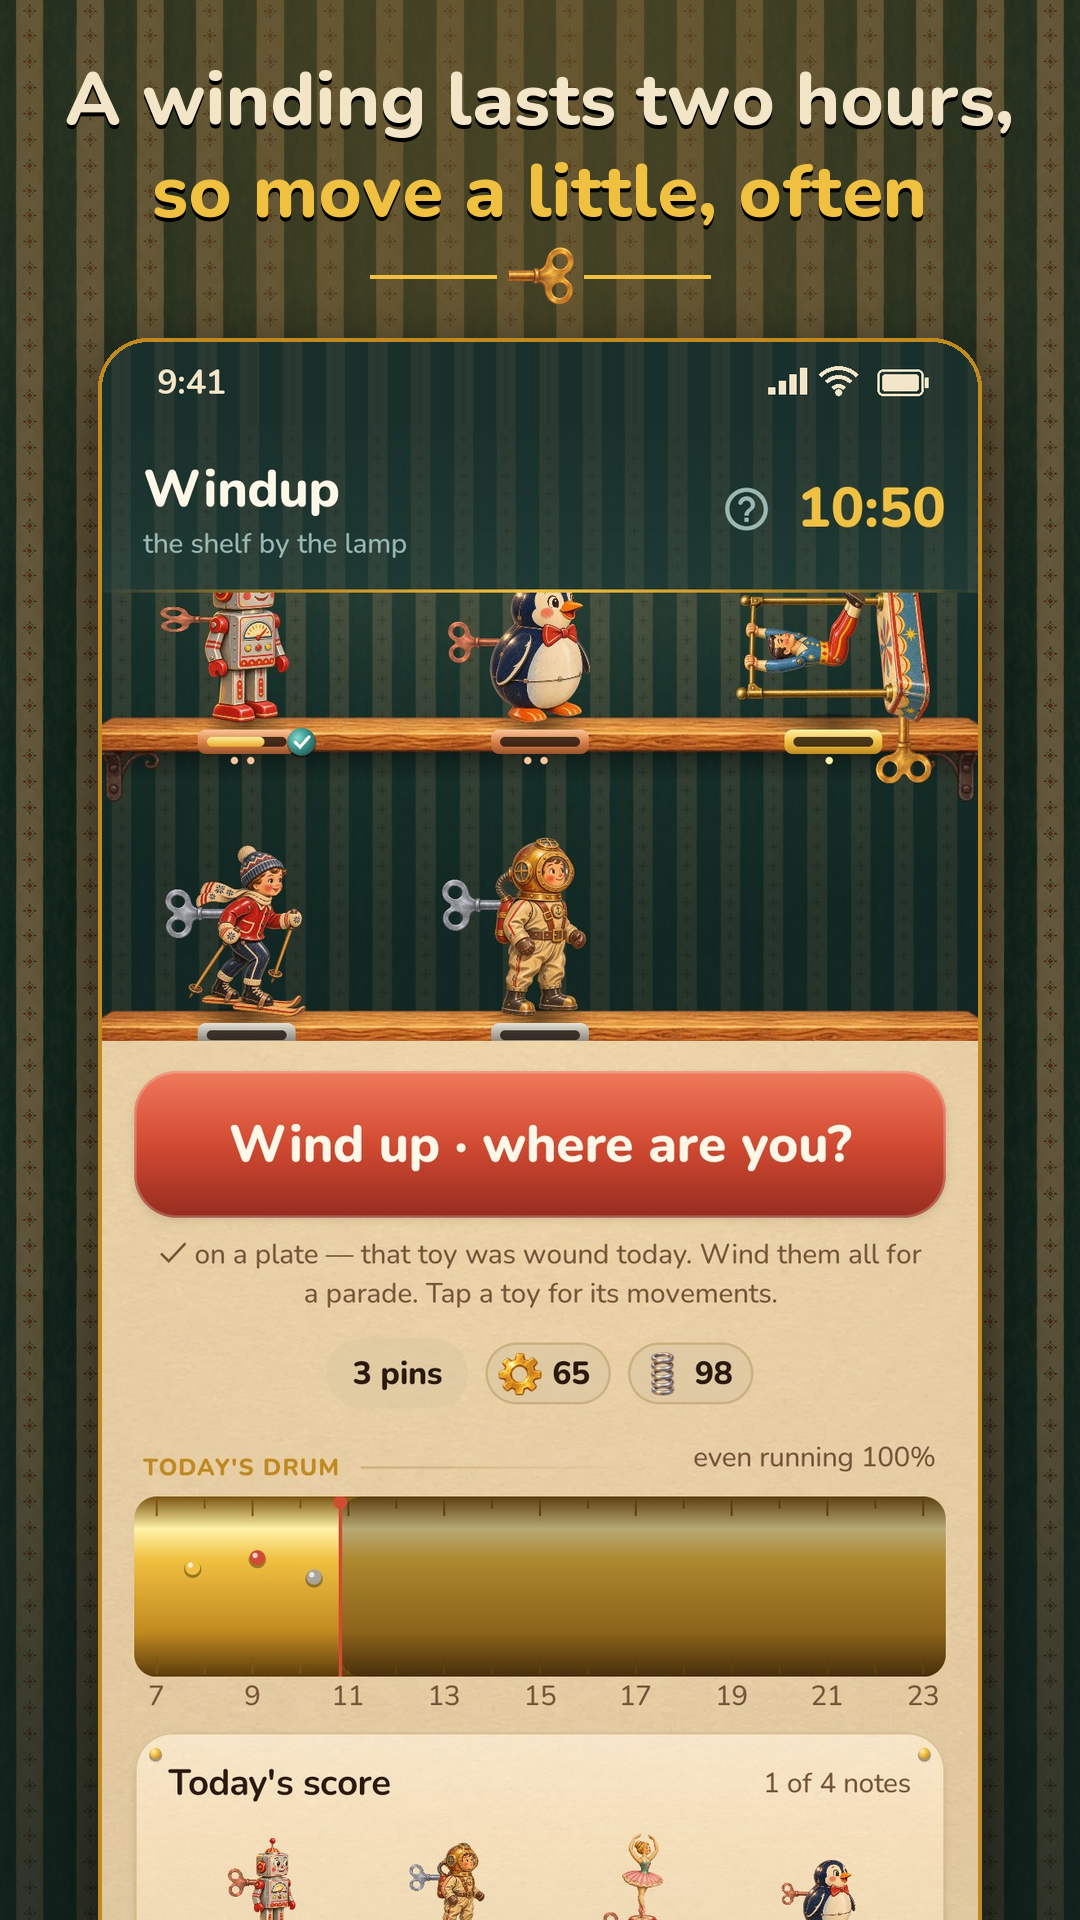 A winding lasts two hours,
so move a little, often
9:41
Windup
10:50
the shelf by the lamp
Wind up · where are you?
✓ on a plate — that toy was wound today. Wind them all for
a parade. Tap a toy for its movements.
3 pins
65
98
TODAY'S DRUM
even running 100%
7 9 11 13 15 17 19 21 23
Today's score
1 of 4 notes